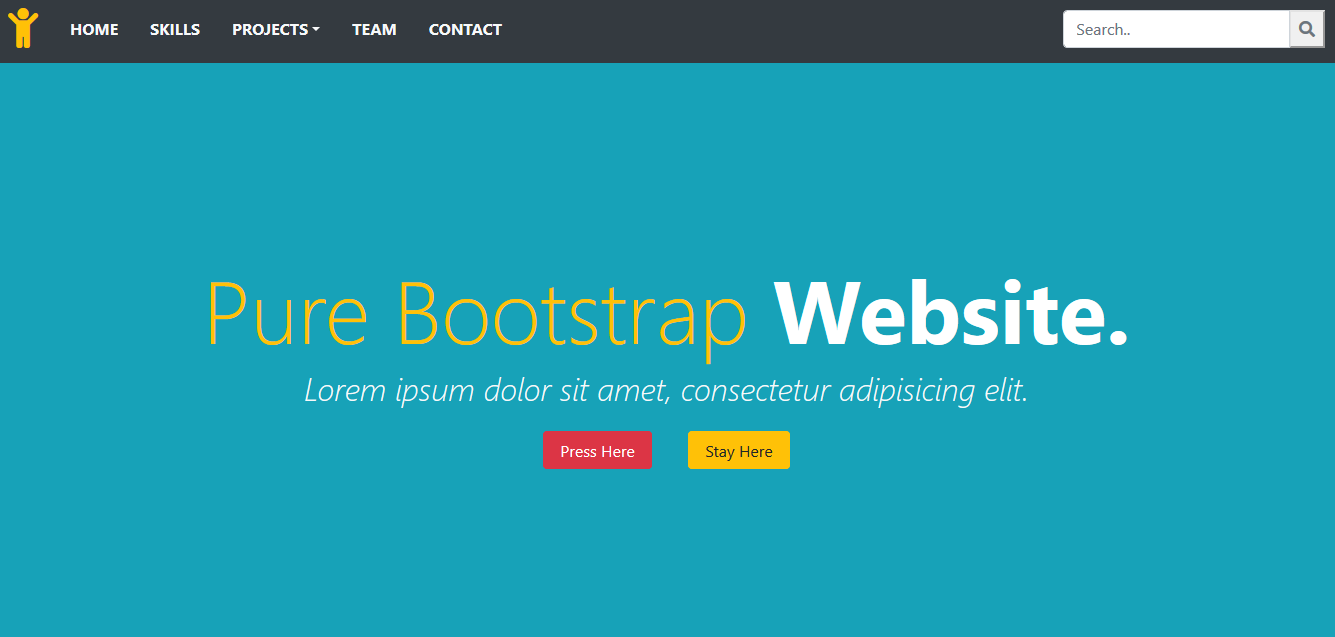 HOME SKILLS PROJECTS TEAM CONTACT Search..
Pure Bootstrap Website.
Lorem ipsum dolor sit amet, consectetur adipisicing elit.
Press Here Stay Here